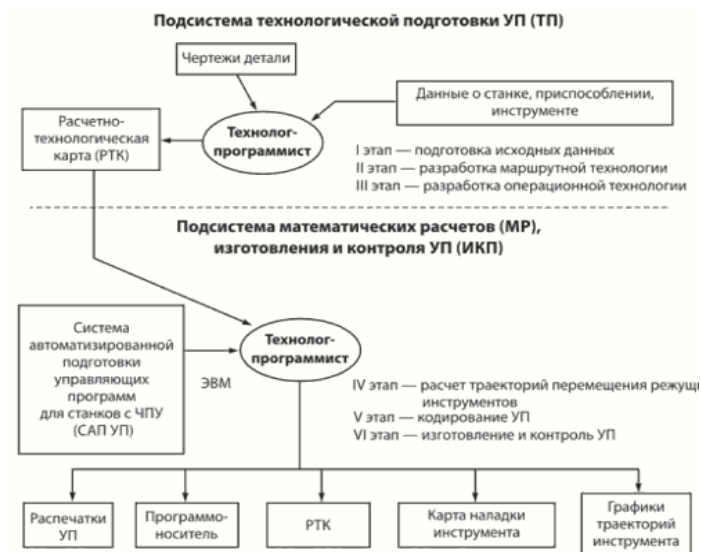 Подсистема технологической подготовки УП (ТП)
Чертежи детали
Данные о станке, приспособлении,
инструменте
Расчетно-
технологическая
карта (РТК)
Технолог-
программист
I этап — подготовка исходных данных
II этап — разработка маршрутной технологии
III этап — разработка операционной технологии
Подсистема математических расчетов (МР),
изготовления и контроля УП (ИКП)
Система
автоматизированной
подготовки
управляющих
программ
для станков с ЧПУ
(САП УП)
ЭВМ
Технолог-
программист
IV этап — расчет траекторий перемещения режущи
инструментов
V этап — кодирование УП
VI этап — изготовление и контроль УП
Распечатки
УП
Программо-
носитель
РТК
Карта наладки
инструмента
Графики
траекторий
инструмента